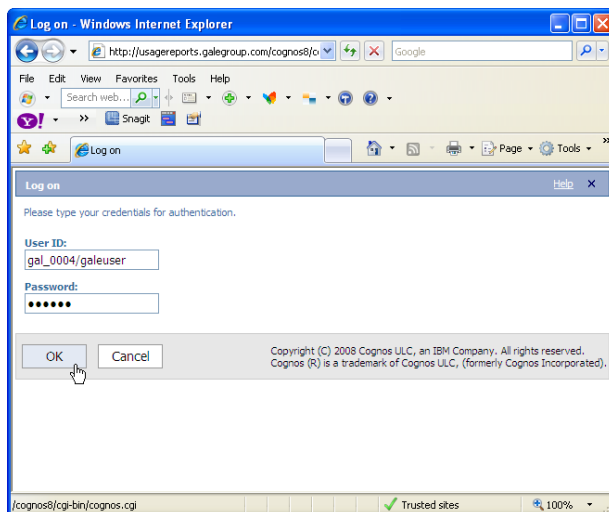 Log on - Windows Internet Explorer
http://usagereports.galegroup.com/cognos8/c
Google
File Edit View Favorites Tools Help
Search web...
Y! Snagit
Log on
Page Tools
Log on Help X
Please type your credentials for authentication.
User ID:
gal_0004/galeuser
Password:
••••••
OK Cancel
Copyright (C) 2008 Cognos ULC, an IBM Company. All rights reserved.
Cognos (R) is a trademark of Cognos ULC, (formerly Cognos Incorporated).
/cognos8/cgi-bin/cognos.cgi Trusted sites 100%